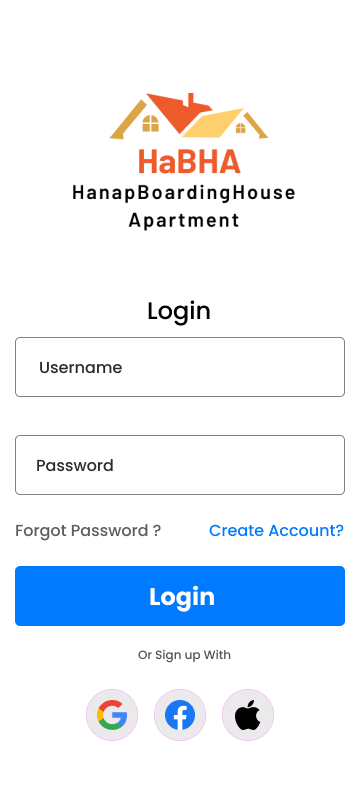 HaBHA
HanapBoardingHouse
Apartment
Login
Username
Password
Forgot Password ?
Create Account?
Login
Or Sign up With